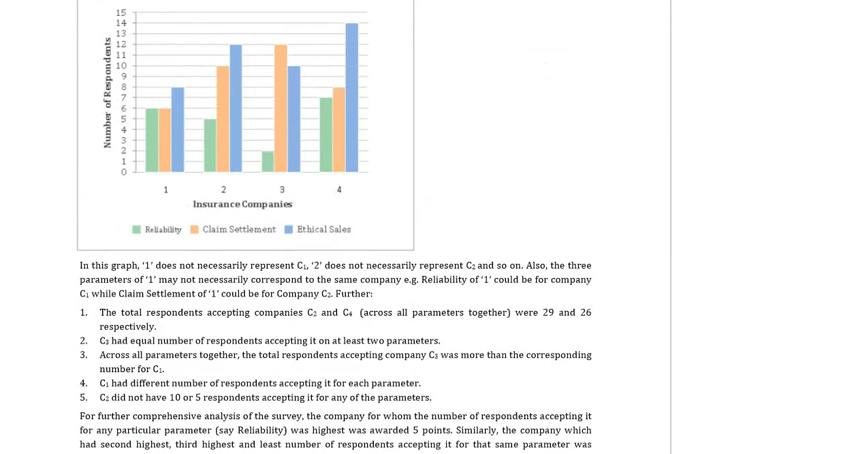 15
14
13
12
11
10
9
8
7
6
5
4
3
2
1
0
Number of Respondents
1 2 3 4
Insurance Companies
Reliability Claim Settlement Ethical Sales
In this graph, ‘1’ does not necessarily represent C₁, ‘2’ does not necessarily represent C₂ and so on. Also, the three
parameters of ‘1’ may not necessarily correspond to the same company e.g. Reliability of ‘1’ could be for company
C₁ while Claim Settlement of ‘1’ could be for Company C₂. Further:
1. The total respondents accepting companies C₂ and C₄ (across all parameters together) were 29 and 26
respectively.
2. C₃ had equal number of respondents accepting it on at least two parameters.
3. Across all parameters together, the total respondents accepting company C₃ was more than the corresponding
number for C₁.
4. C₁ had different number of respondents accepting it for each parameter.
5. C₂ did not have 10 or 5 respondents accepting it for any of the parameters.
For further comprehensive analysis of the survey, the company for whom the number of respondents accepting it
for any particular parameter (say Reliability) was highest was awarded 5 points. Similarly, the company which
had second highest, third highest and least number of respondents accepting it for that same parameter was